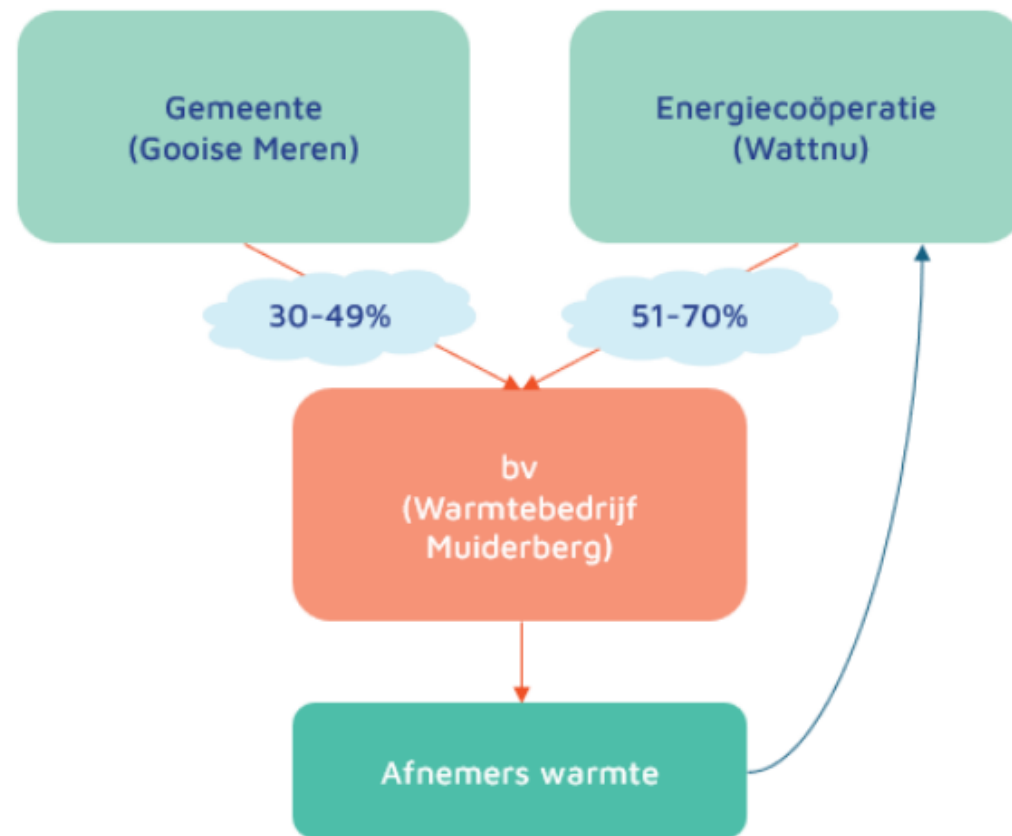 Gemeente
(Gooise Meren)
Energiecoöperatie
(Wattnu)
30-49%
51-70%
bv
(Warmtebedrijf
Muiderberg)
Afnemers warmte